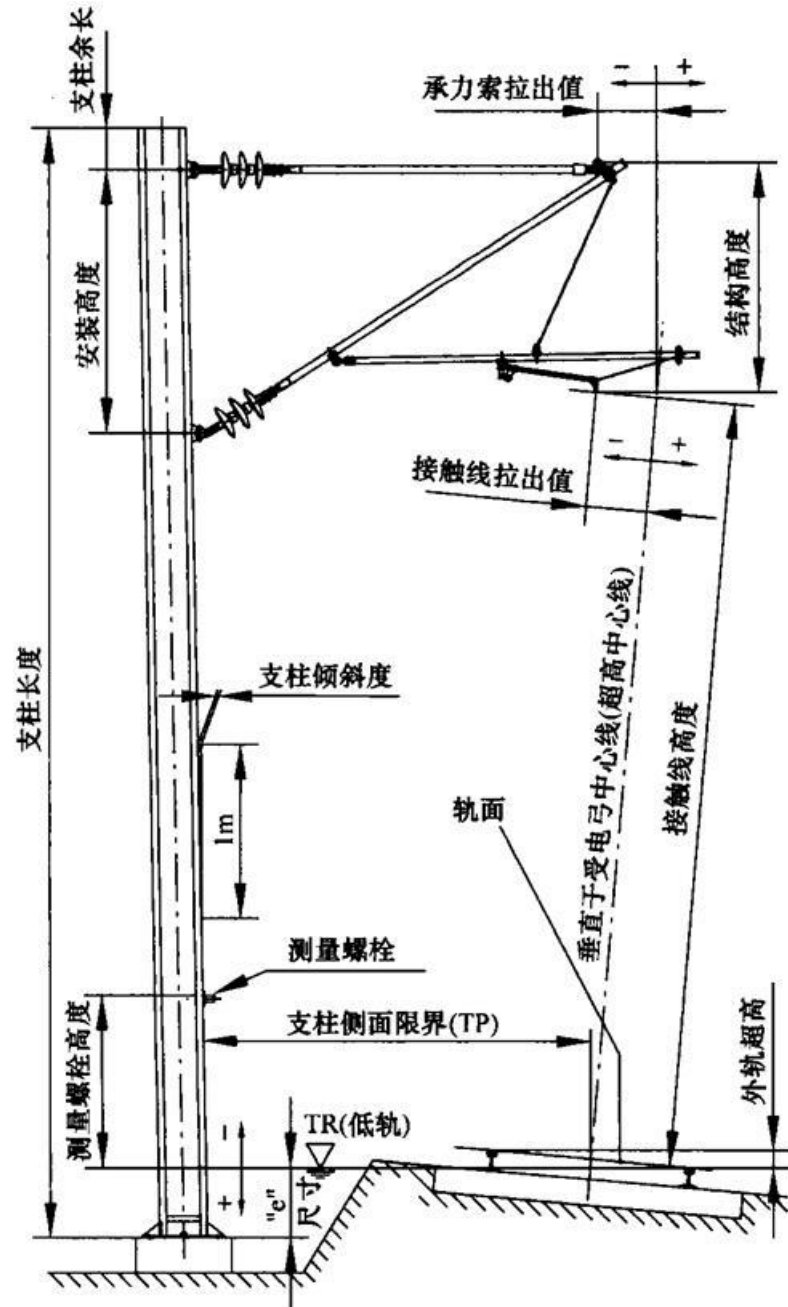 支柱余长
承力索拉出值
−
+
安装高度
结构高度
−
+
接触线拉出值
支柱长度
支柱倾斜度
垂直于受电弓中心线(超高中心线)
接触线高度
1m
轨面
测量螺栓
测量螺栓高度
支柱侧面限界(TP)
外轨超高
TR(低轨)
−
+
"e"
尺寸